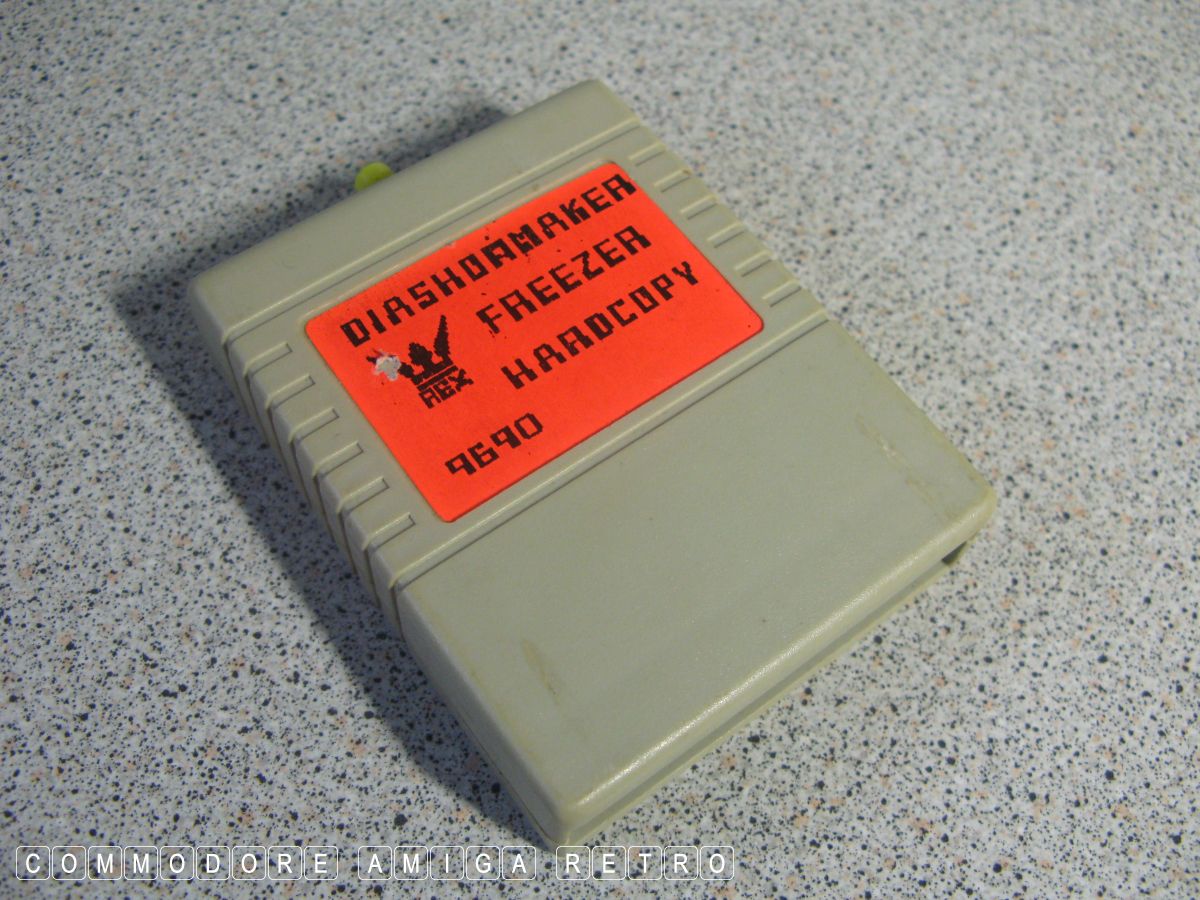 DIASHOWMAKER
FREEZER
HARDCOPY
REX
9690
COMMODORE AMIGA RETRO